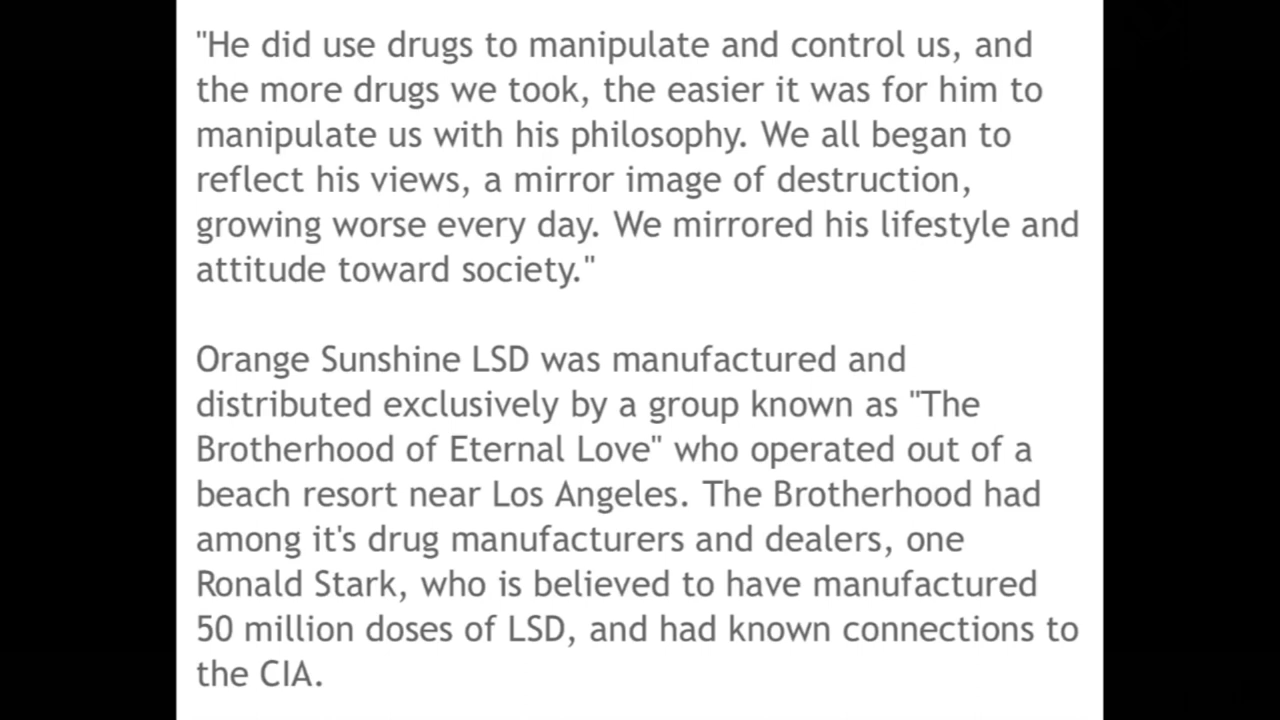 "He did use drugs to manipulate and control us, and
the more drugs we took, the easier it was for him to
manipulate us with his philosophy. We all began to
reflect his views, a mirror image of destruction,
growing worse every day. We mirrored his lifestyle and
attitude toward society."
Orange Sunshine LSD was manufactured and
distributed exclusively by a group known as "The
Brotherhood of Eternal Love" who operated out of a
beach resort near Los Angeles. The Brotherhood had
among it's drug manufacturers and dealers, one
Ronald Stark, who is believed to have manufactured
50 million doses of LSD, and had known connections to
the CIA.